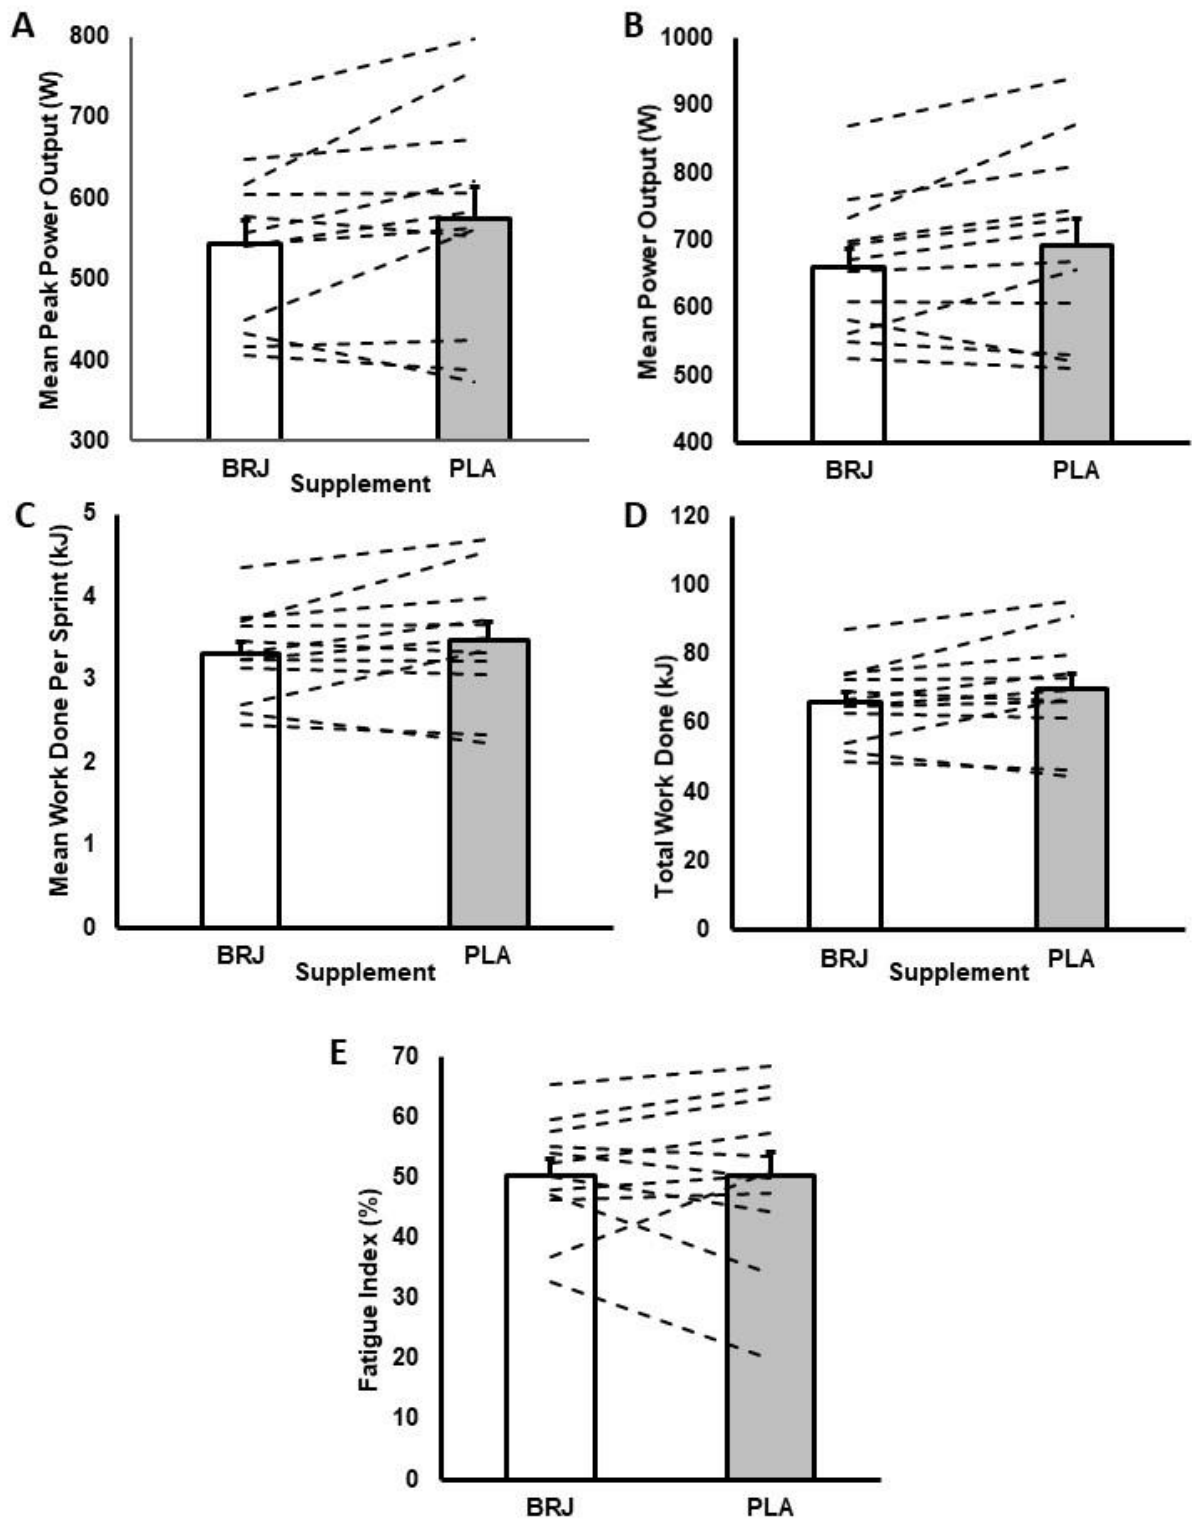 A
Mean Peak Power Output (W)
800
700
600
500
400
300
BRJ
PLA
Supplement
B
Mean Power Output (W)
1000
900
800
700
600
500
400
BRJ
PLA
C
Mean Work Done Per Sprint (kJ)
5
4
3
2
1
0
BRJ
PLA
Supplement
D
Total Work Done (kJ)
120
100
80
60
40
20
0
BRJ
Supplement
PLA
E
Fatigue Index (%)
70
60
50
40
30
20
10
0
BRJ
PLA